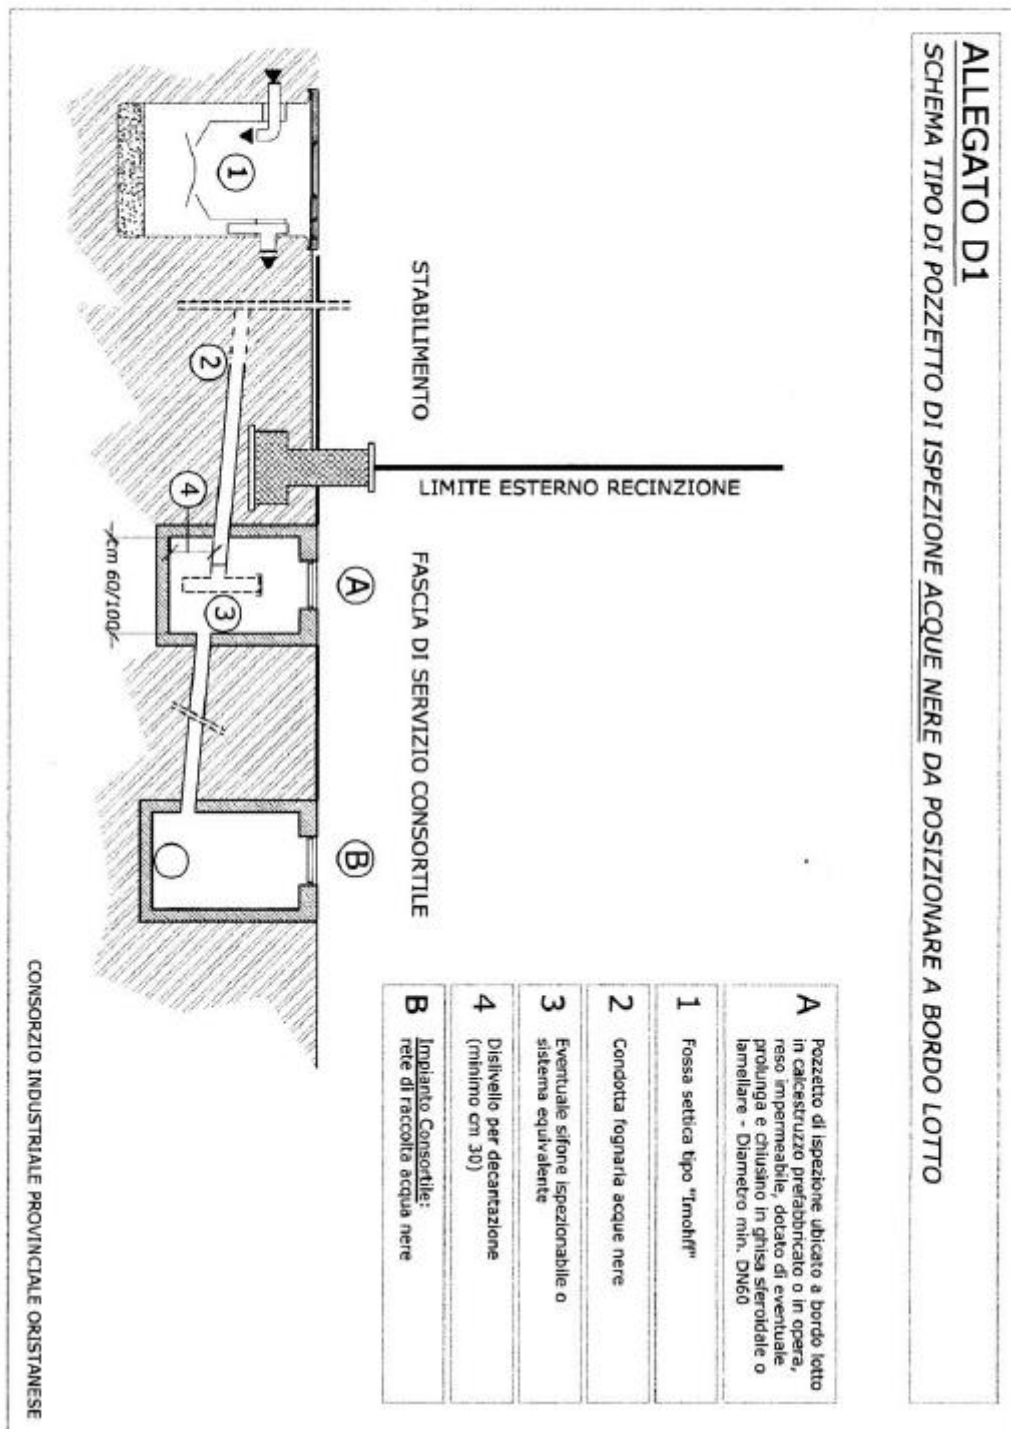 ALLEGATO D1
SCHEMA TIPO DI POZZETTO DI ISPEZIONE ACQUE NERE DA POSIZIONARE A BORDO LOTTO
LIMITE ESTERNO RECINZIONE
STABILIMENTO
FASCIA DI SERVIZIO CONSORTILE
A
B
1
2
3
4
cm 60/100
A
Pozzetto di ispezione ubicato a bordo lotto
in calcestruzzo prefabbricato o in opera,
reso impermeabile, dotato di eventuale
prolunga e chiusino in ghisa sferoidale o
lamellare - Diametro min. DN60
1
Fossa settica tipo "Imohff"
2
Condotta fognaria acque nere
3
Eventuale sifone ispezionabile o
sistema equivalente
4
Dislivello per decantazione
(minimo cm 30)
B
Impianto Consortile:
rete di raccolta acqua nere
CONSORZIO INDUSTRIALE PROVINCIALE ORISTANESE